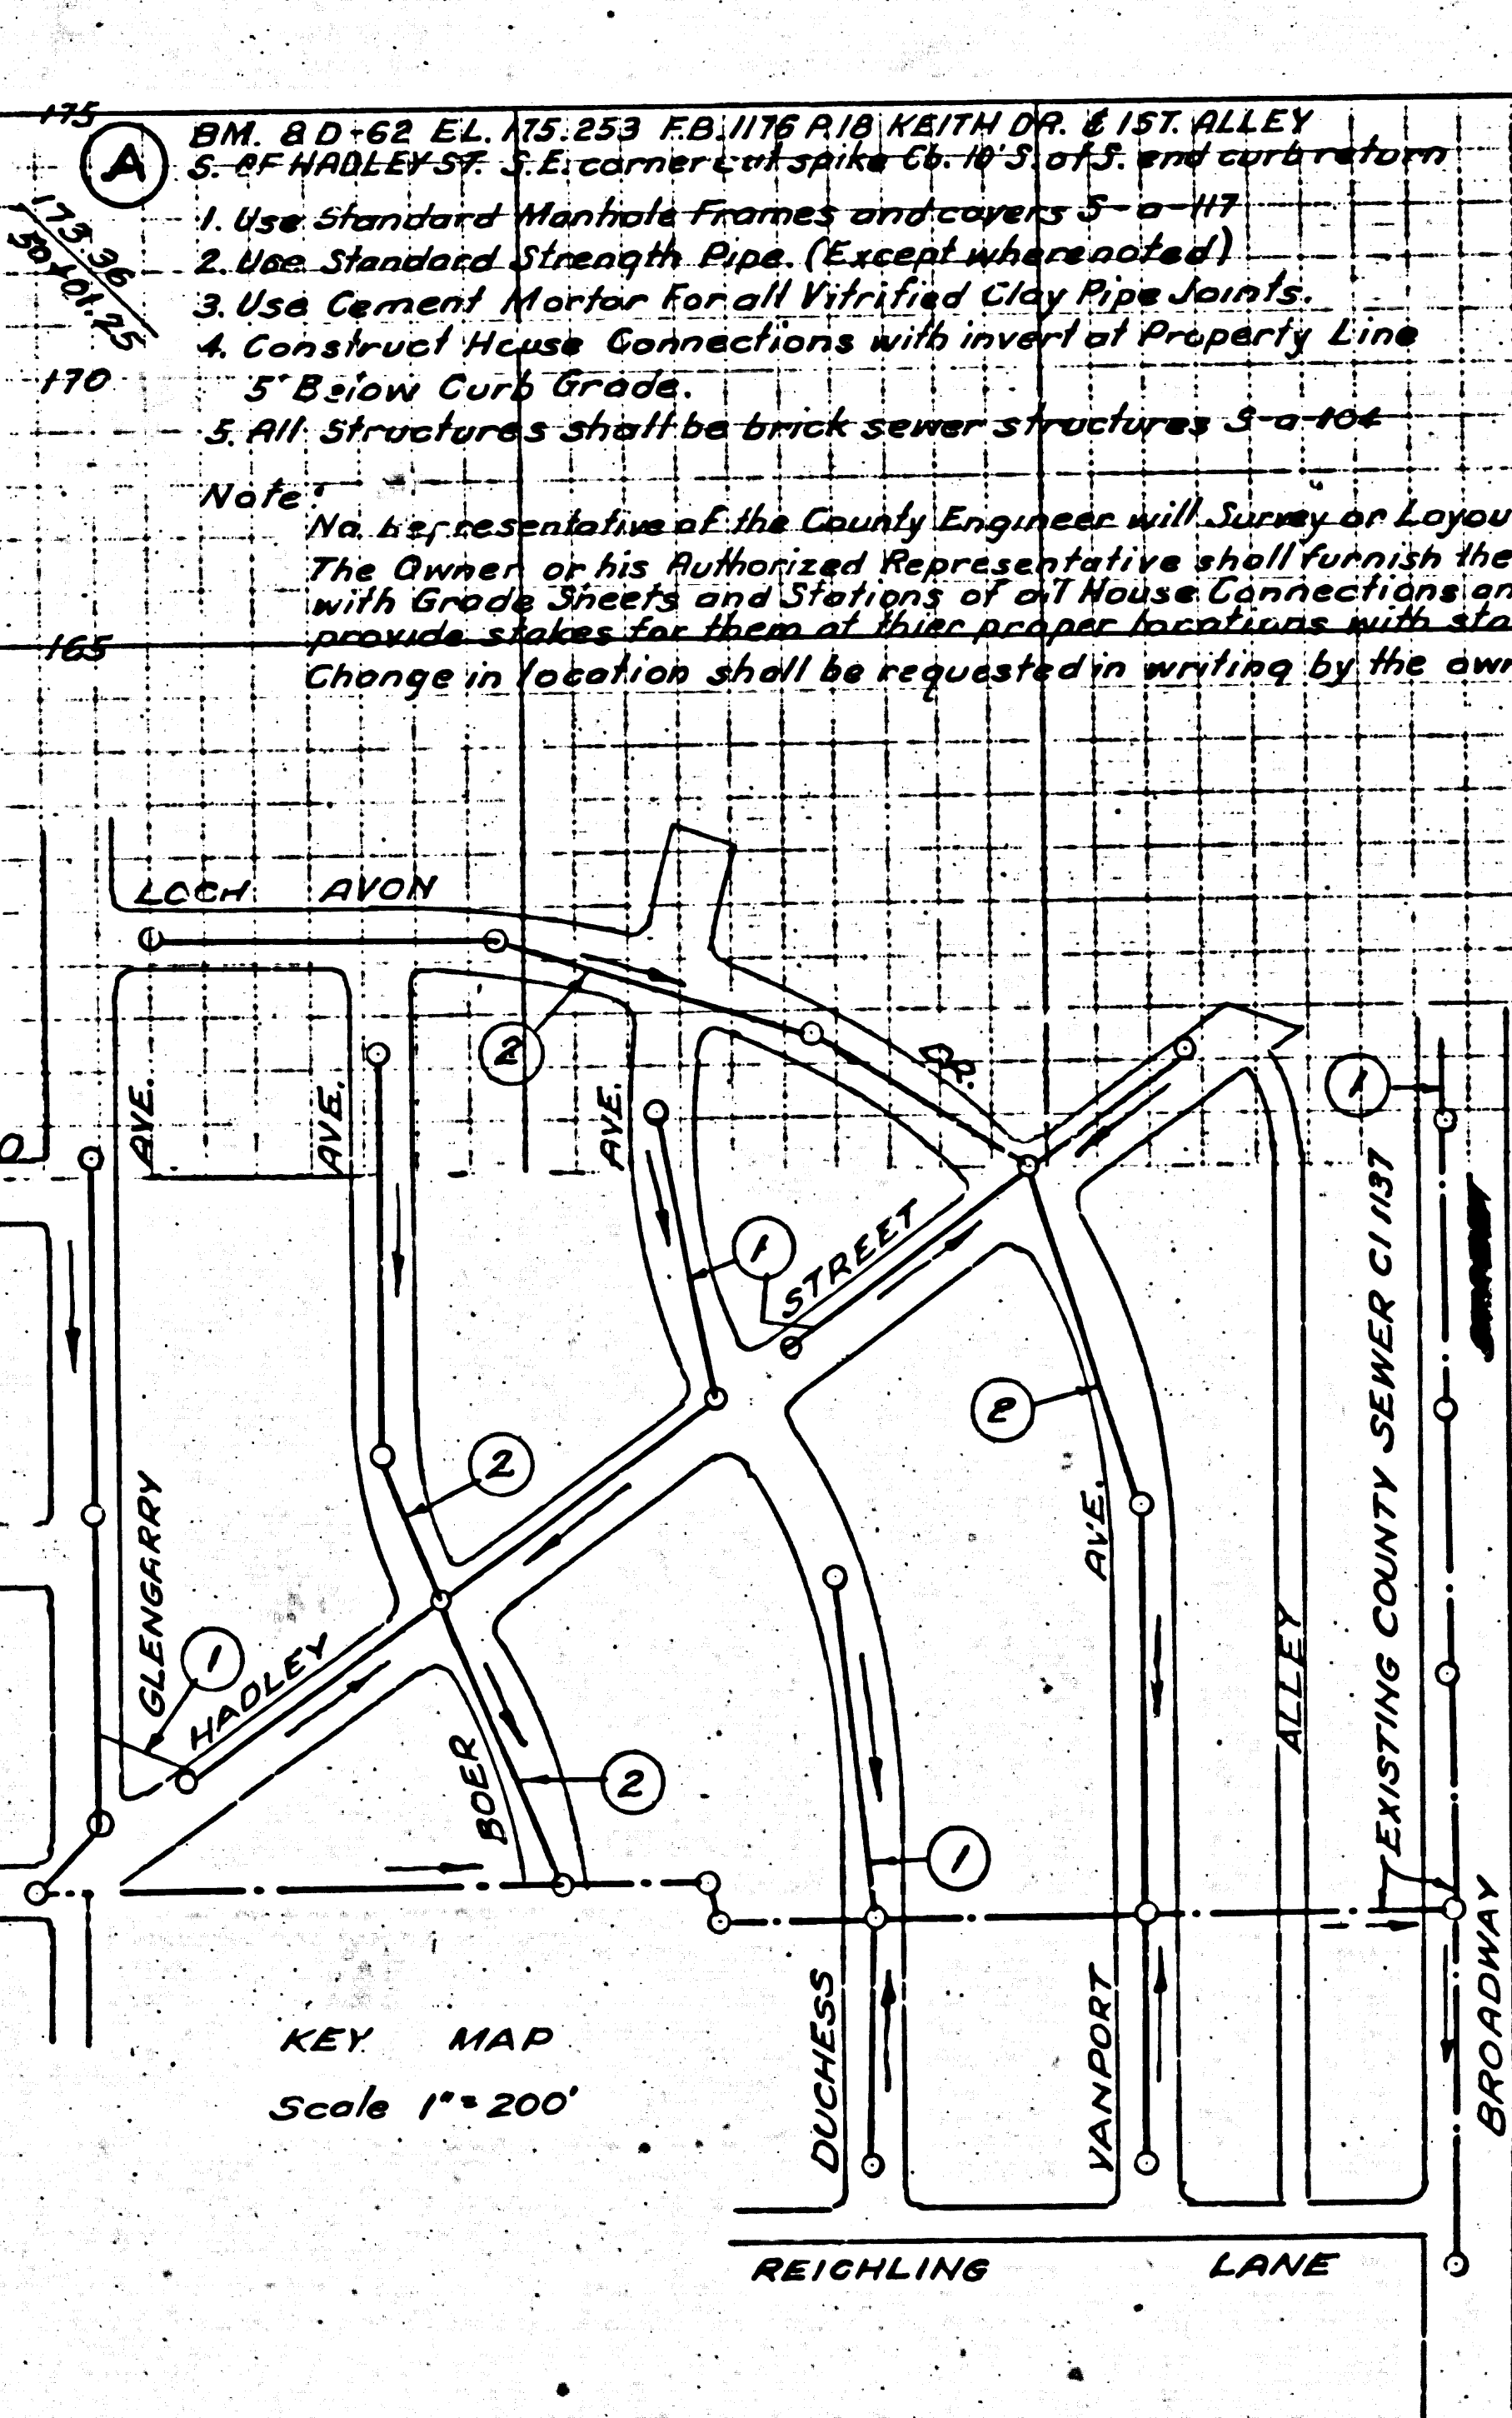 175
A
BM. 8 D-62 EL. 175.253 F.B. 1176 P.18 KEITH DR. & 1ST. ALLEY
S. OF HADLEY ST. S.E. corner cut spike Cb. 10' S. of S. end curb return
173.36
50 lot. 25
1. Use Standard Manhole Frames and covers S-a-117
2. Use Standard Strength Pipe. (Except where noted)
3. Use Cement Mortar For all Vitrified Clay Pipe Joints.
4. Construct House Connections with invert at Property Line
170
5' Below Curb Grade.
5. All Structures shall be brick sewer structures S-a-104
Note:
No Representative of the County Engineer will Survey or Layou
The Owner or his Authorized Representative shall furnish the
with Grade Sheets and Stations of all House Connections an
provide stakes for them at thier proper locations with sta
165
Change in location shall be requested in writing by the own
LOCH AVON
DR.
2
1
AVE.
AVE.
AVE.
1
STREET
2
2
AVE.
GLENGARRY
1
HADLEY
BOER
2
1
ALLEY
EXISTING COUNTY SEWER CI 1137
BROADWAY
DUCHESS
VANPORT
KEY MAP
Scale 1" = 200'
REICHLING LANE